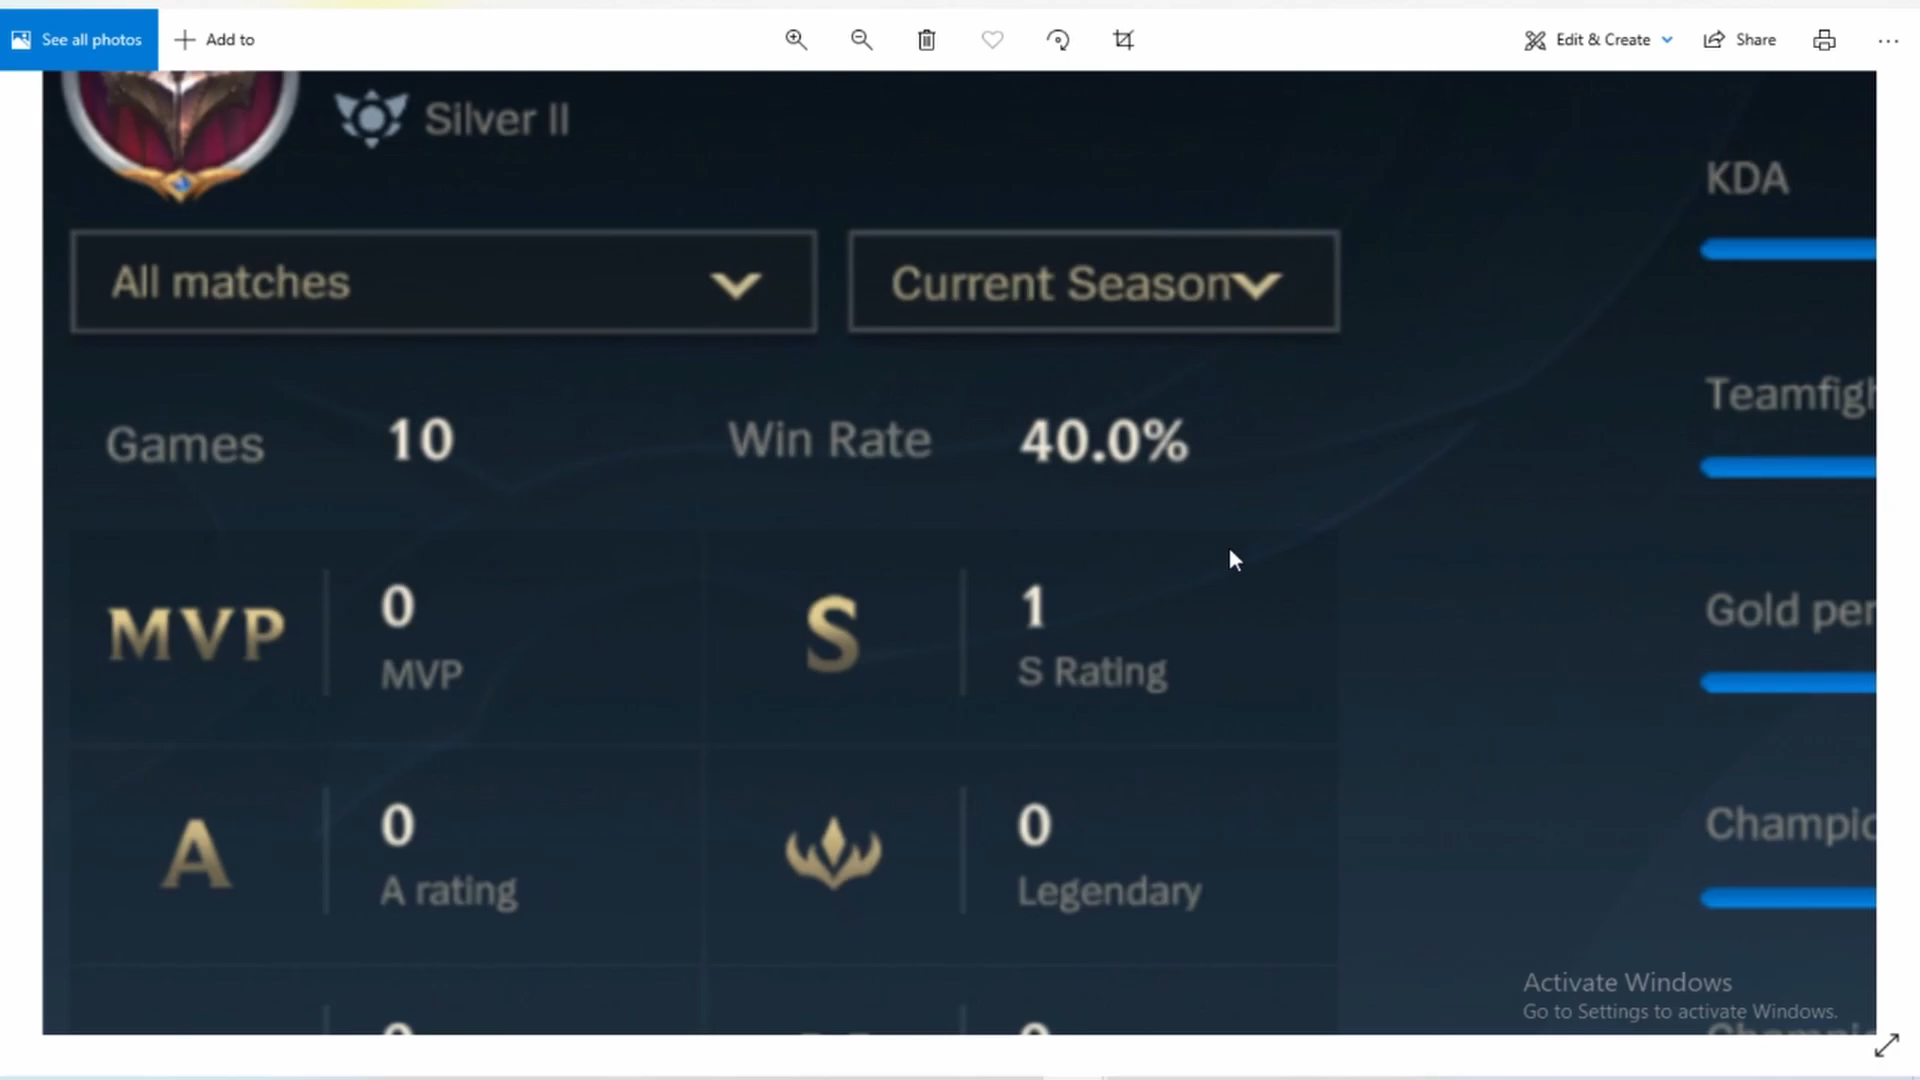 See all photos
Add to
Edit & Create
Share
Silver II
KDA
All matches
Current Season
Teamfigh
Games 10 Win Rate 40.0%
Gold per
MVP 0 MVP
S 1 S Rating
Champio
A 0 A rating
0 Legendary
Activate Windows
Go to Settings to activate Windows.